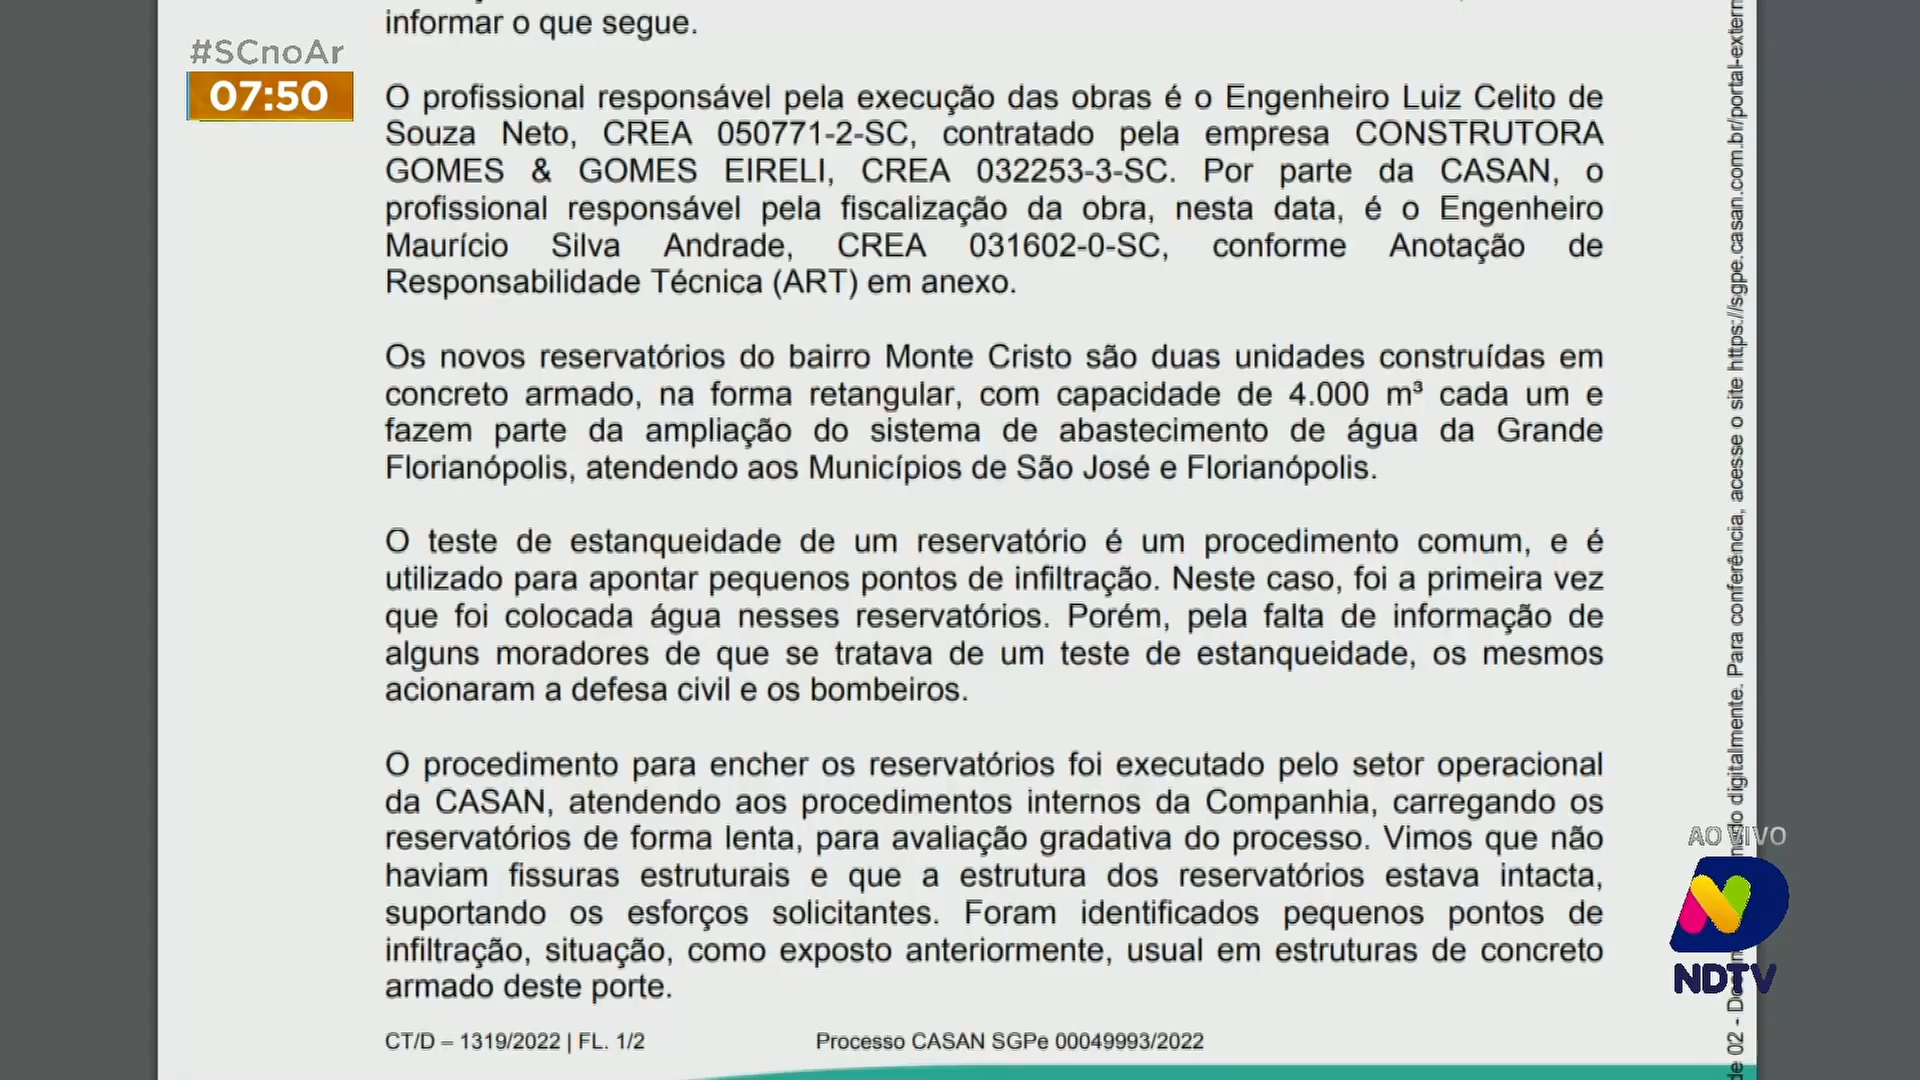 informar o que segue.
#SCnoAr
07:50
O profissional responsável pela execução das obras é o Engenheiro Luiz Celito de
Souza Neto, CREA 050771-2-SC, contratado pela empresa CONSTRUTORA
GOMES & GOMES EIRELI, CREA 032253-3-SC. Por parte da CASAN, o
profissional responsável pela fiscalização da obra, nesta data, é o Engenheiro
Maurício Silva Andrade, CREA 031602-0-SC, conforme Anotação de
Responsabilidade Técnica (ART) em anexo.
Os novos reservatórios do bairro Monte Cristo são duas unidades construídas em
concreto armado, na forma retangular, com capacidade de 4.000 m³ cada um e
fazem parte da ampliação do sistema de abastecimento de água da Grande
Florianópolis, atendendo aos Municípios de São José e Florianópolis.
O teste de estanqueidade de um reservatório é um procedimento comum, e é
utilizado para apontar pequenos pontos de infiltração. Neste caso, foi a primeira vez
que foi colocada água nesses reservatórios. Porém, pela falta de informação de
alguns moradores de que se tratava de um teste de estanqueidade, os mesmos
acionaram a defesa civil e os bombeiros.
O procedimento para encher os reservatórios foi executado pelo setor operacional
da CASAN, atendendo aos procedimentos internos da Companhia, carregando os
reservatórios de forma lenta, para avaliação gradativa do processo. Vimos que não
haviam fissuras estruturais e que a estrutura dos reservatórios estava intacta,
suportando os esforços solicitantes. Foram identificados pequenos pontos de
infiltração, situação, como exposto anteriormente, usual em estruturas de concreto
armado deste porte.
CT/D – 1319/2022 | FL. 1/2
Processo CASAN SGPe 00049993/2022
de 02 - digitalmente. Para conferência, acesse o site https://sgpe.casan.com.br/portal-extern
AO VIVO
NDTV